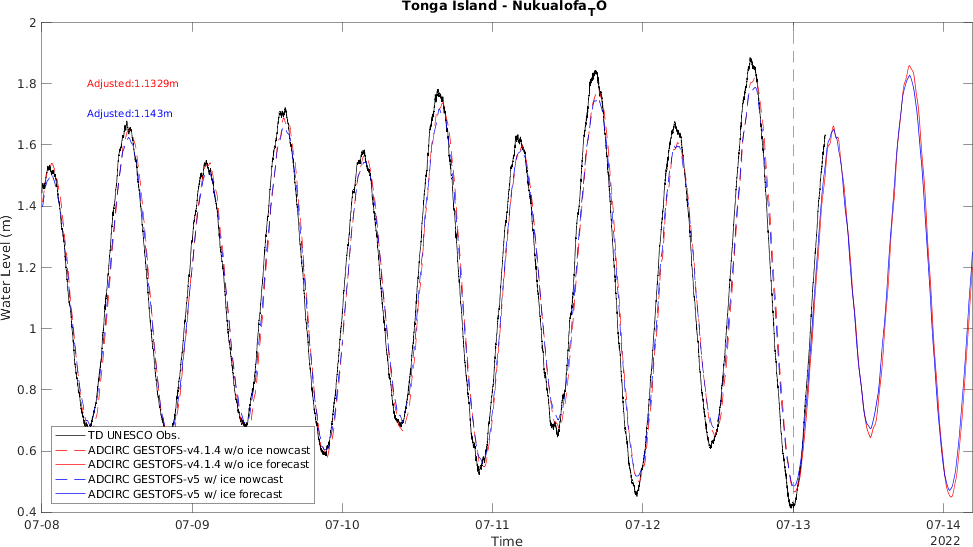 Tonga Island - NukualofaTO
2
1.8
1.6
1.4
1.2
1
0.8
0.6
0.4
Water Level (m)
Adjusted:1.1329m
Adjusted:1.143m
TD UNESCO Obs.
ADCIRC GESTOFS-v4.1.4 w/o ice nowcast
ADCIRC GESTOFS-v4.1.4 w/o ice forecast
ADCIRC GESTOFS-v5 w/ ice nowcast
ADCIRC GESTOFS-v5 w/ ice forecast
07-08 07-09 07-10 07-11 07-12 07-13 07-14
Time 2022